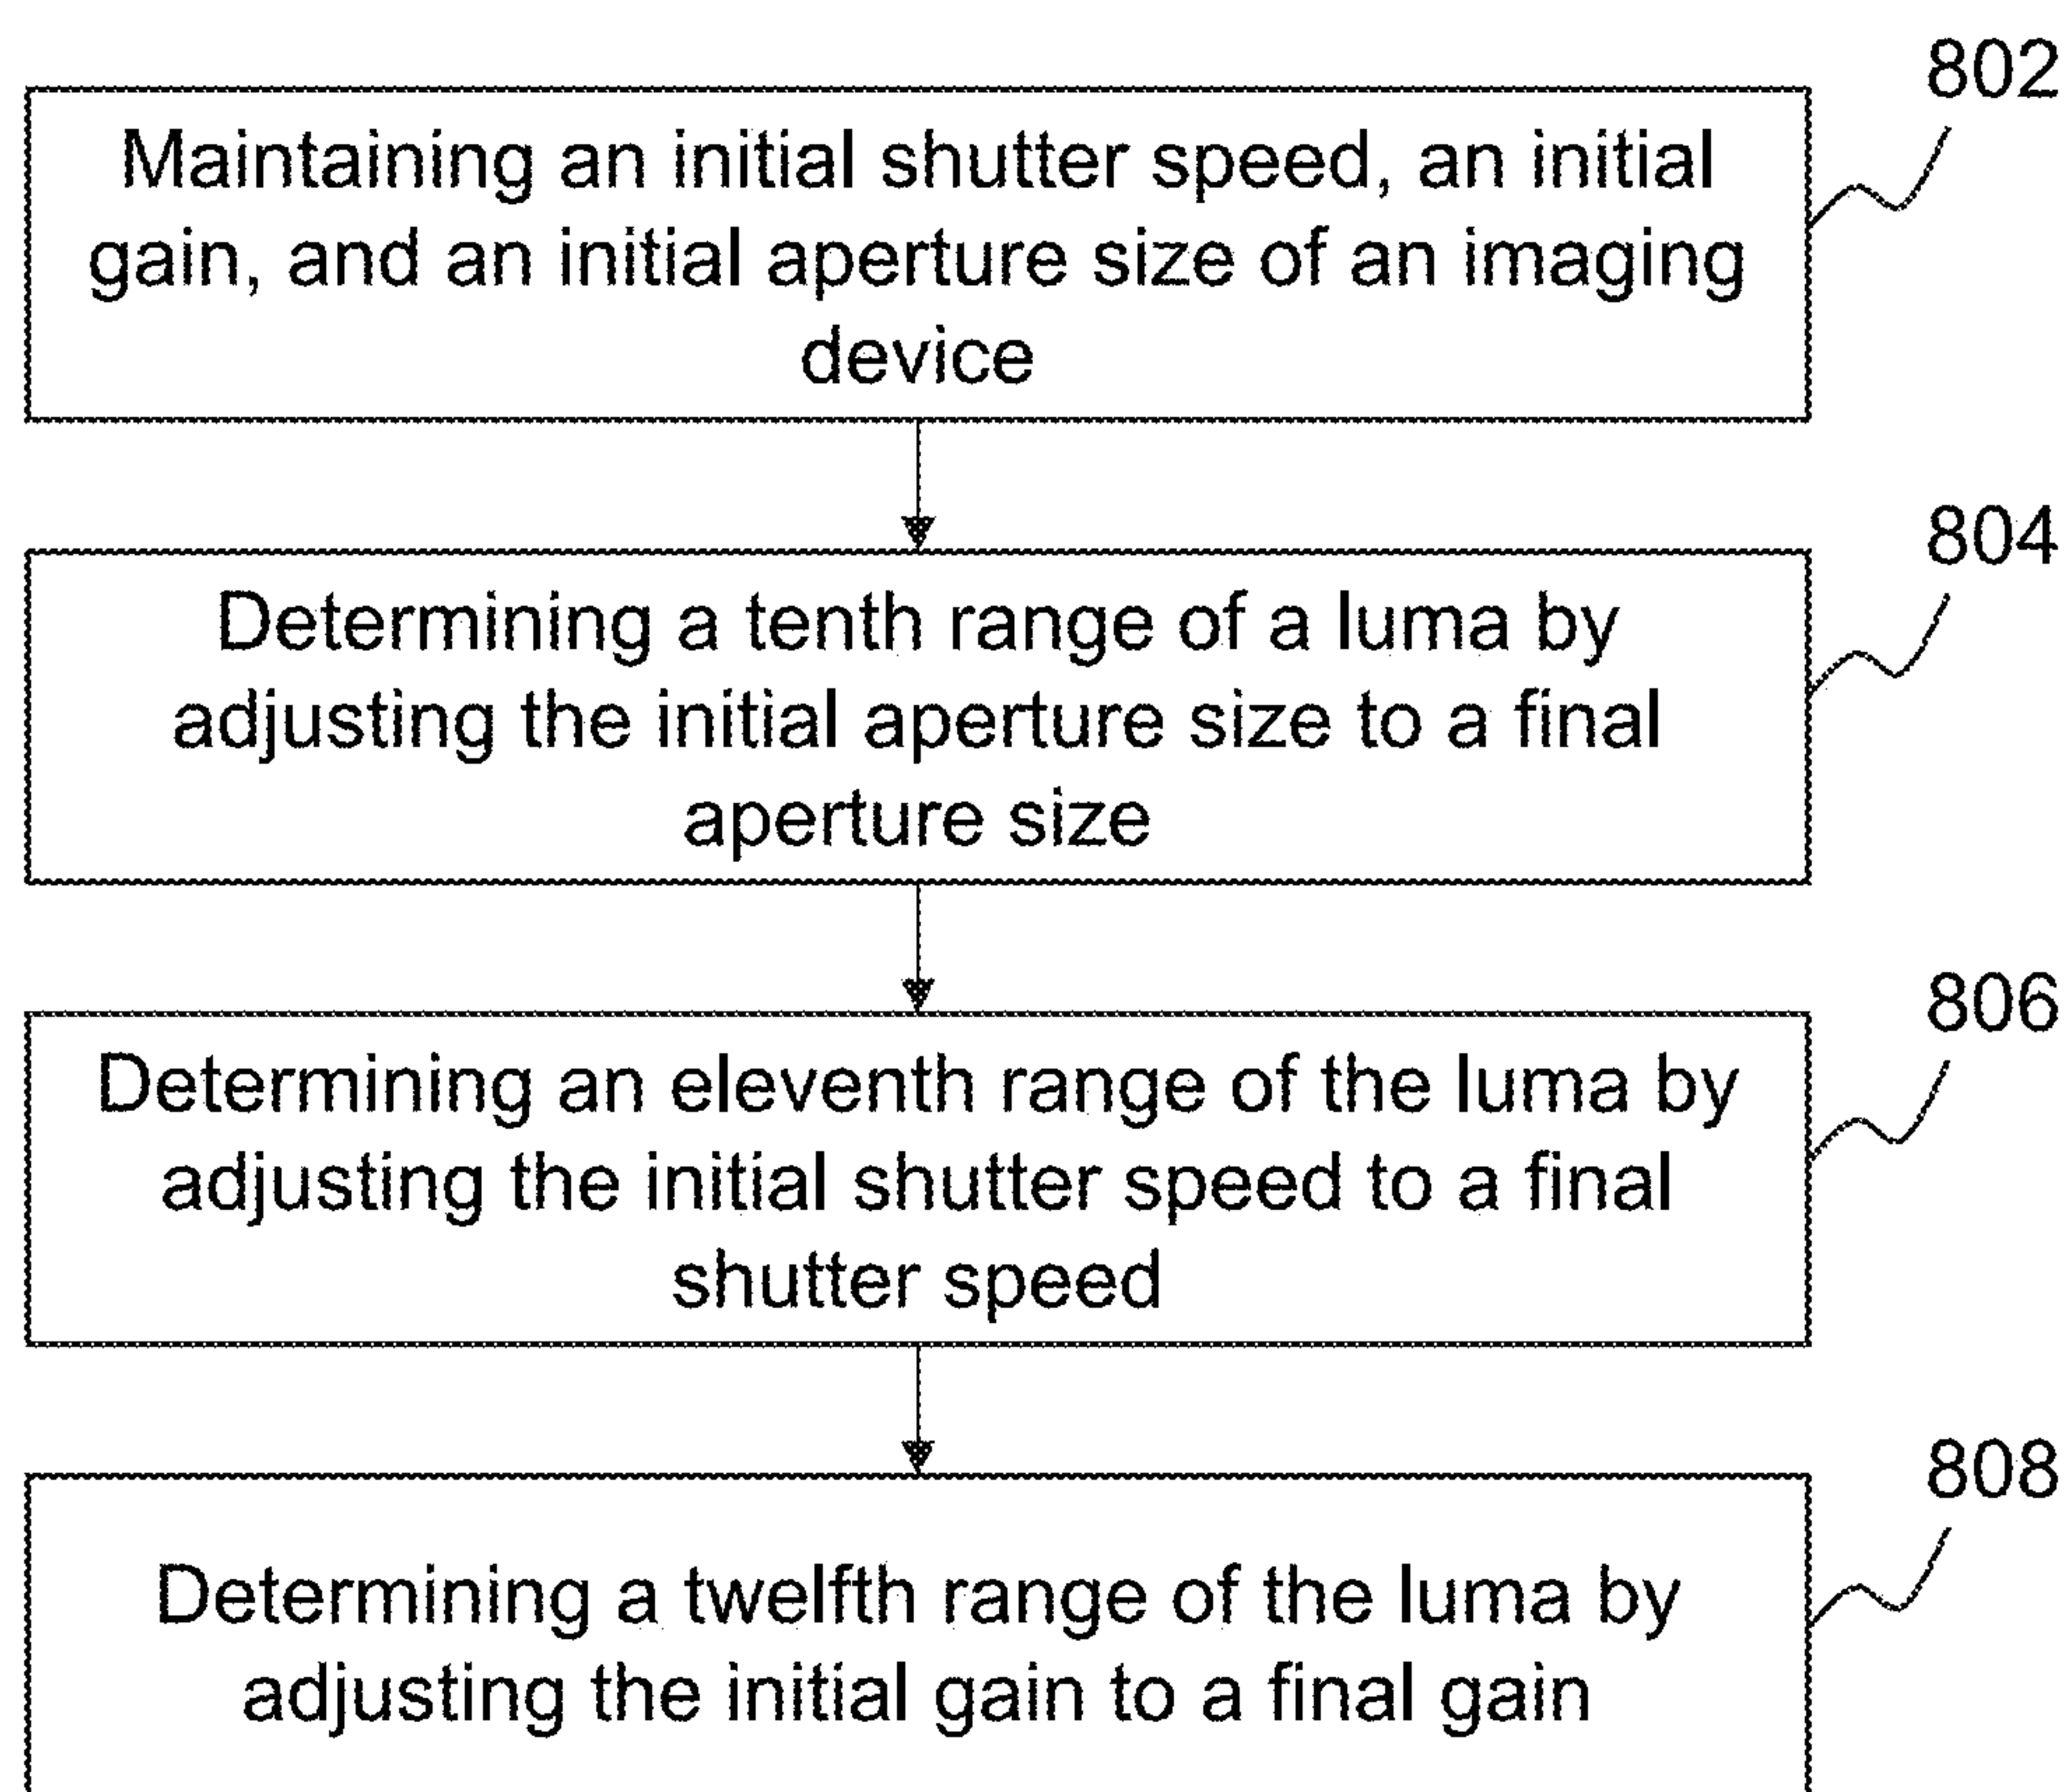 802
Maintaining an initial shutter speed, an initial
gain, and an initial aperture size of an imaging
device
804
Determining a tenth range of a luma by
adjusting the initial aperture size to a final
aperture size
806
Determining an eleventh range of the luma by
adjusting the initial shutter speed to a final
shutter speed
808
Determining a twelfth range of the luma by
adjusting the initial gain to a final gain